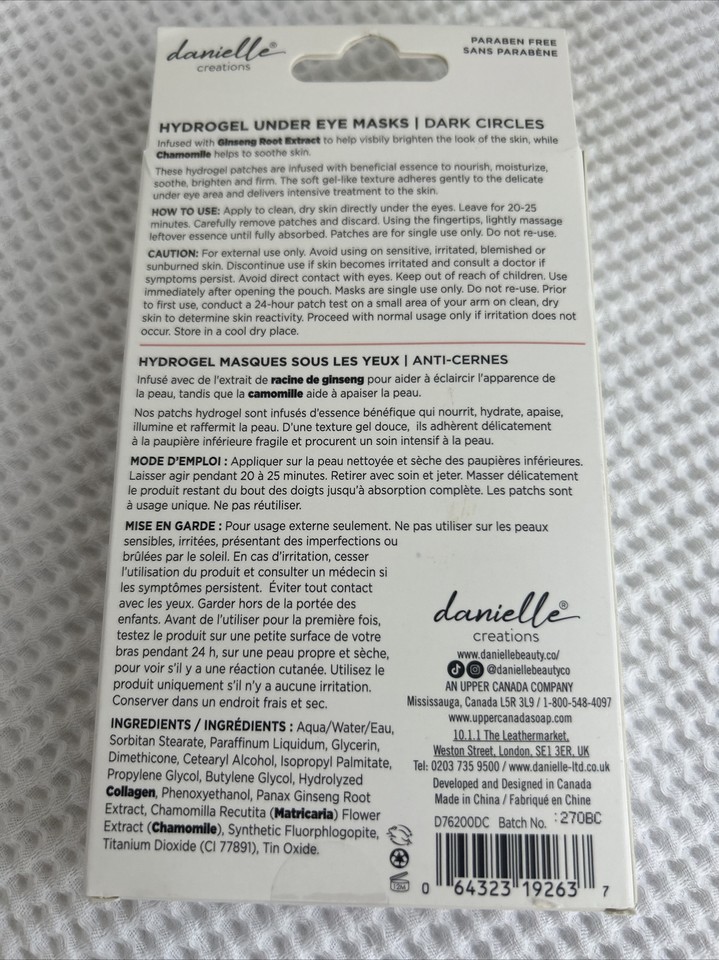 danielle®
creations
PARABEN FREE
SANS PARABÈNE
HYDROGEL UNDER EYE MASKS | DARK CIRCLES
Infused with Ginseng Root Extract to help visbily brighten the look of the skin, while
Chamomile helps to soothe skin.
These hydrogel patches are infused with beneficial essence to nourish, moisturize,
soothe, brighten and firm. The soft gel-like texture adheres gently to the delicate
under eye area and delivers intensive treatment to the skin.
HOW TO USE: Apply to clean, dry skin directly under the eyes. Leave for 20-25
minutes. Carefully remove patches and discard. Using the fingertips, lightly massage
leftover essence until fully absorbed. Patches are for single use only. Do not re-use.
CAUTION: For external use only. Avoid using on sensitive, irritated, blemished or
sunburned skin. Discontinue use if skin becomes irritated and consult a doctor if
symptoms persist. Avoid direct contact with eyes. Keep out of reach of children. Use
immediately after opening the pouch. Masks are single use only. Do not re-use. Prior
to first use, conduct a 24-hour patch test on a small area of your arm on clean, dry
skin to determine skin reactivity. Proceed with normal usage only if irritation does not
occur. Store in a cool dry place.
HYDROGEL MASQUES SOUS LES YEUX | ANTI-CERNES
Infusé avec de l'extrait de racine de ginseng pour aider à éclaircir l'apparence de
la peau, tandis que la camomille aide à apaiser la peau.
Nos patchs hydrogel sont infusés d'essence bénéfique qui nourrit, hydrate, apaise,
illumine et raffermit la peau. D'une texture gel douce, ils adhèrent délicatement
à la paupière inférieure fragile et procurent un soin intensif à la peau.
MODE D'EMPLOI : Appliquer sur la peau nettoyée et sèche des paupières inférieures.
Laisser agir pendant 20 à 25 minutes. Retirer avec soin et jeter. Masser délicatement
le produit restant du bout des doigts jusqu'à absorption complète. Les patchs sont
à usage unique. Ne pas réutiliser.
MISE EN GARDE : Pour usage externe seulement. Ne pas utiliser sur les peaux
sensibles, irritées, présentant des imperfections ou
brûlées par le soleil. En cas d'irritation, cesser
l'utilisation du produit et consulter un médecin si
les symptômes persistent. Éviter tout contact
avec les yeux. Garder hors de la portée des
enfants. Avant de l'utiliser pour la première fois,
testez le produit sur une petite surface de votre
bras pendant 24 h, sur une peau propre et sèche,
pour voir s'il y a une réaction cutanée. Utilisez le
produit uniquement s'il n'y a aucune irritation.
Conserver dans un endroit frais et sec.
INGREDIENTS / INGRÉDIENTS : Aqua/Water/Eau,
Sorbitan Stearate, Paraffinum Liquidum, Glycerin,
Dimethicone, Cetearyl Alcohol, Isopropyl Palmitate,
Propylene Glycol, Butylene Glycol, Hydrolyzed
Collagen, Phenoxyethanol, Panax Ginseng Root
Extract, Chamomilla Recutita (Matricaria) Flower
Extract (Chamomile), Synthetic Fluorphlogopite,
Titanium Dioxide (CI 77891), Tin Oxide.
danielle®
creations
www.daniellebeauty.co/
@daniellebeautyco
AN UPPER CANADA COMPANY
Mississauga, Canada L5R 3L9 / 1-800-548-4097
www.uppercanadasoap.com
10.1.1 The Leathermarket,
Weston Street, London, SE1 3ER, UK
Tel: 0203 735 9500 / www.danielle-ltd.co.uk
Developed and Designed in Canada
Made in China / Fabriqué en Chine
D76200DC Batch No. :270BC
0 64323 19263 7